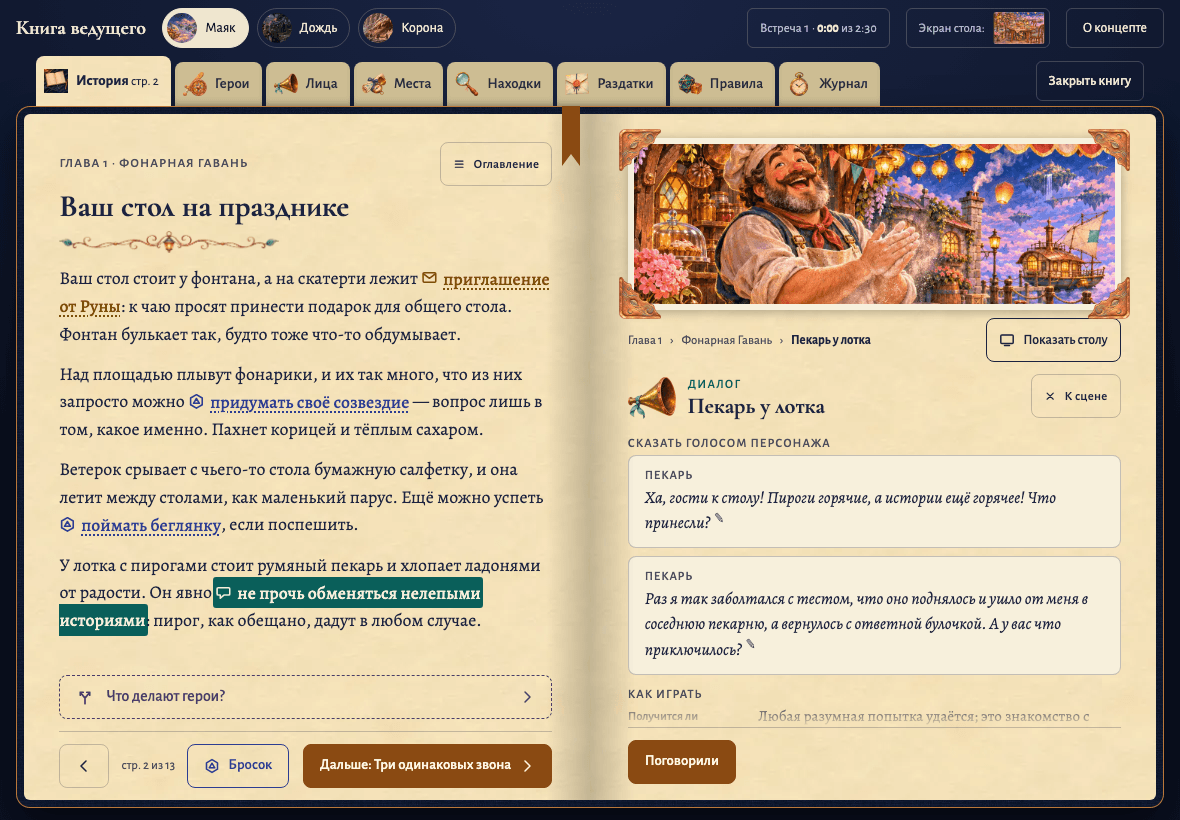 Книга ведущего
Маяк
Дождь
Корона
Встреча 1 · 0:00 из 2:30
Экран стола:
О концепте
История стр. 2
Герои
Лица
Места
Находки
Раздатки
Правила
Журнал
Закрыть книгу
ГЛАВА 1 · ФОНАРНАЯ ГАВАНЬ
Оглавление
Ваш стол на празднике
Ваш стол стоит у фонтана, а на скатерти лежит приглашение
от Руны: к чаю просят принести подарок для общего стола.
Фонтан булькает так, будто тоже что-то обдумывает.
Над площадью плывут фонарики, и их так много, что из них
запросто можно придумать своё созвездие — вопрос лишь в
том, какое именно. Пахнет корицей и тёплым сахаром.
Ветерок срывает с чьего-то стола бумажную салфетку, и она
летит между столами, как маленький парус. Ещё можно успеть
поймать беглянку, если поспешить.
У лотка с пирогами стоит румяный пекарь и хлопает ладонями
от радости. Он явно не прочь обменяться нелепыми
историями: пирог, как обещано, дадут в любом случае.
Что делают герои?
стр. 2 из 13
Бросок
Дальше: Три одинаковых звона
Глава 1 › Фонарная Гавань › Пекарь у лотка
Показать столу
ДИАЛОГ
Пекарь у лотка
К сцене
СКАЗАТЬ ГОЛОСОМ ПЕРСОНАЖА
ПЕКАРЬ
Ха, гости к столу! Пироги горячие, а истории ещё горячее! Что
принесли?
ПЕКАРЬ
Раз я так заболтался с тестом, что оно поднялось и ушло от меня в
соседнюю пекарню, а вернулось с ответной булочкой. А у вас что
приключилось?
КАК ИГРАТЬ
Получится ли
Любая разумная попытка удаётся; это знакомство с
Поговорили